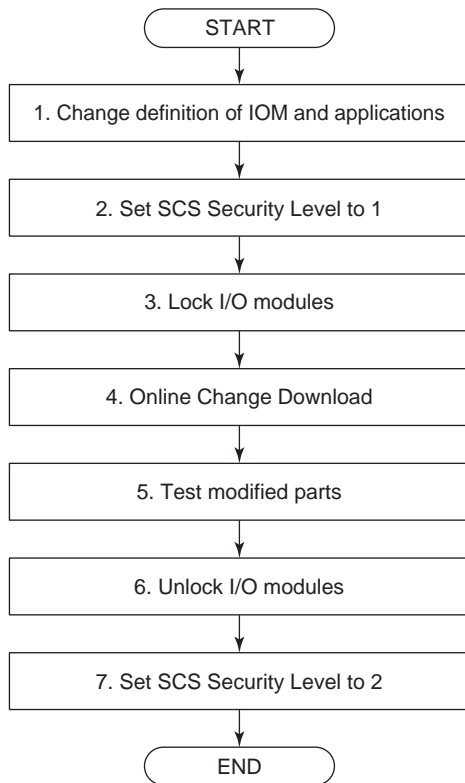 START
1. Change definition of IOM and applications
2. Set SCS Security Level to 1
3. Lock I/O modules
4. Online Change Download
5. Test modified parts
6. Unlock I/O modules
7. Set SCS Security Level to 2
END